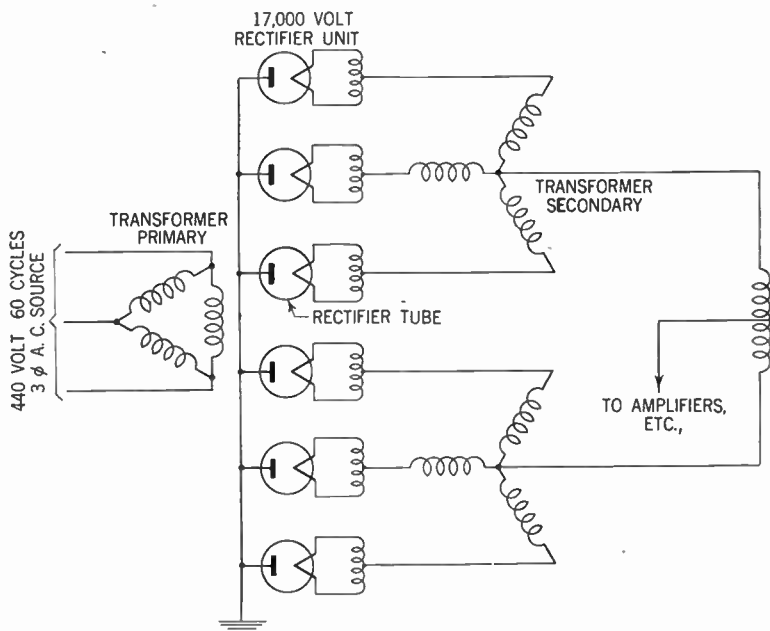 17,000 VOLT
RECTIFIER UNIT
TRANSFORMER
PRIMARY
TRANSFORMER
SECONDARY
440 VOLT 60 CYCLES
3 φ A. C. SOURCE
RECTIFIER TUBE
TO AMPLIFIERS,
ETC.,